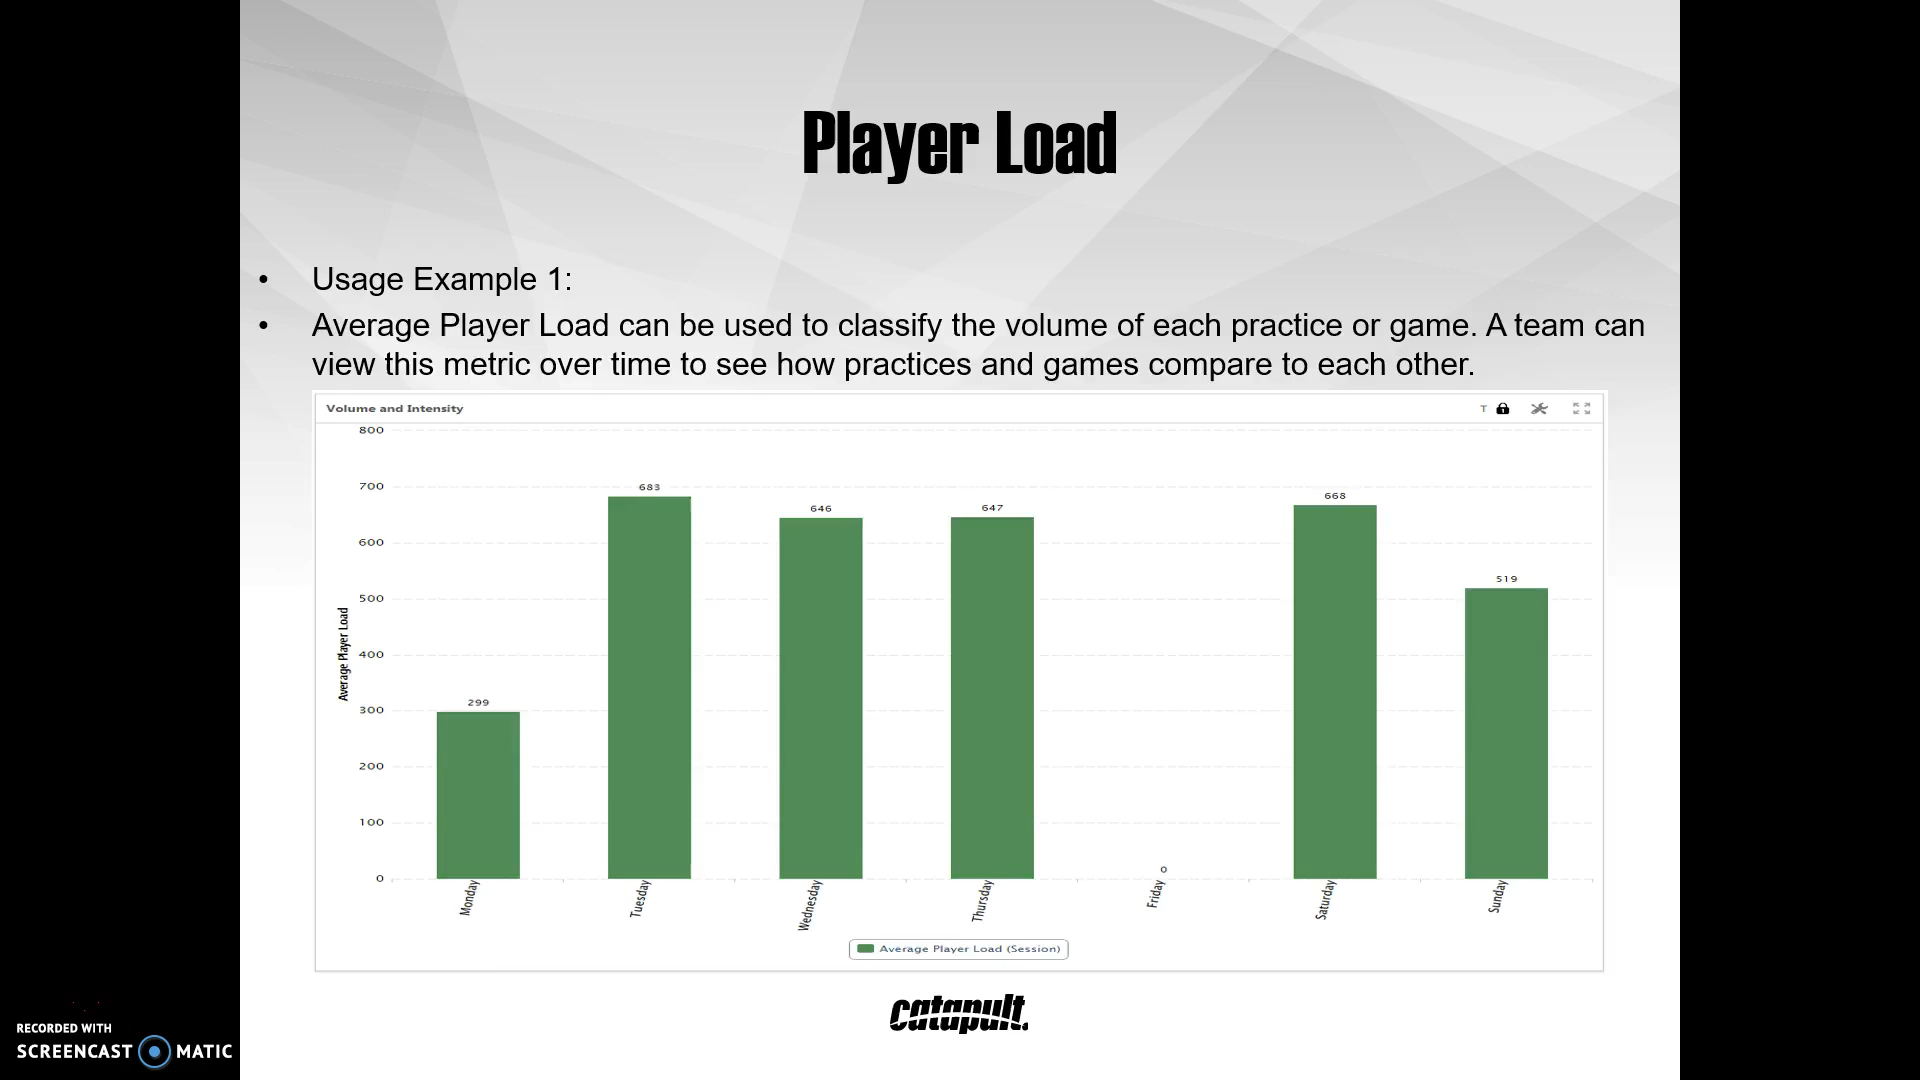 Player Load
• Usage Example 1:
• Average Player Load can be used to classify the volume of each practice or game. A team can
view this metric over time to see how practices and games compare to each other.
Volume and Intensity
T
800
700
600
500
400
300
200
100
0
Average Player Load
299
683
646
647
0
668
519
Monday
Tuesday
Wednesday
Thursday
Friday
Saturday
Sunday
Average Player Load (Session)
catapult.
RECORDED WITH
SCREENCAST MATIC